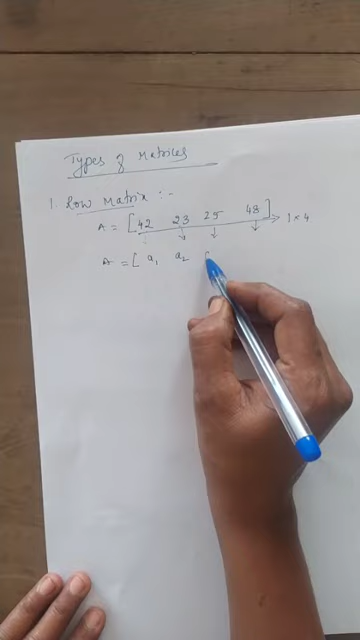 Types of Matrices
1. Row Matrix :-
A = [42 23 25 48] → 1 × 4
A = [ a₁ a₂